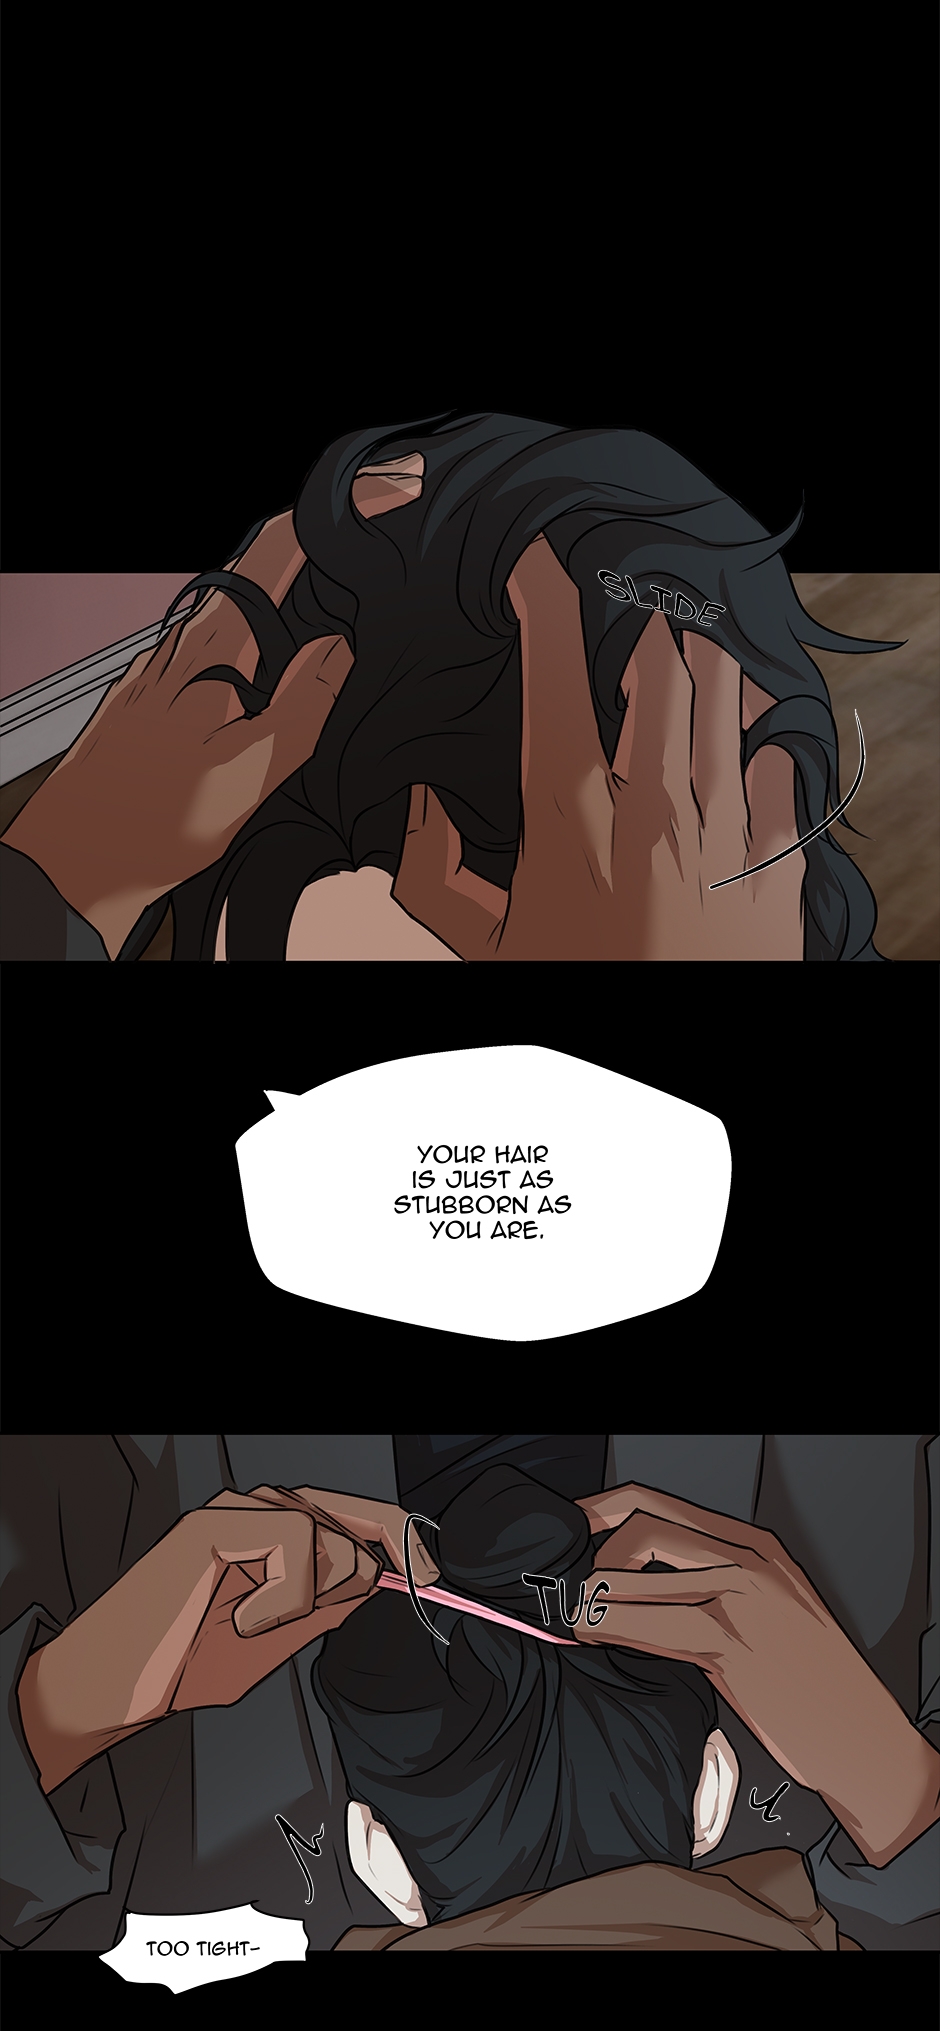 SLIDE
YOUR HAIR
IS JUST AS
STUBBORN AS
YOU ARE.
TUG
TOO TIGHT-